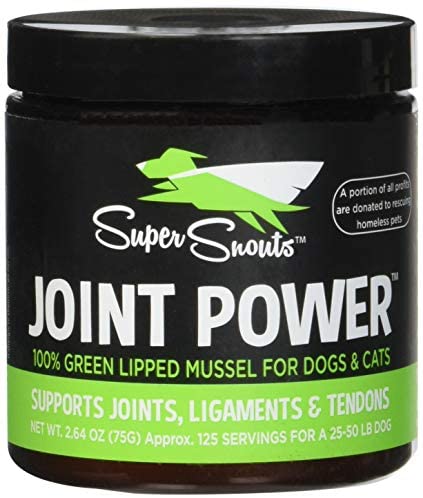 A portion of all profits
are donated to rescuing
homeless pets
Super Snouts™
JOINT POWER™
100% GREEN LIPPED MUSSEL FOR DOGS & CATS
SUPPORTS JOINTS, LIGAMENTS & TENDONS
NET WT. 2.64 OZ (75G) Approx. 125 SERVINGS FOR A 25-50 LB DOG